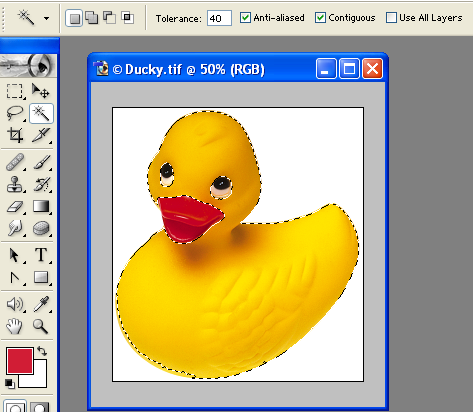 Tolerance: 40 Anti-aliased Contiguous Use All Layers
© Ducky.tif @ 50% (RGB)
T